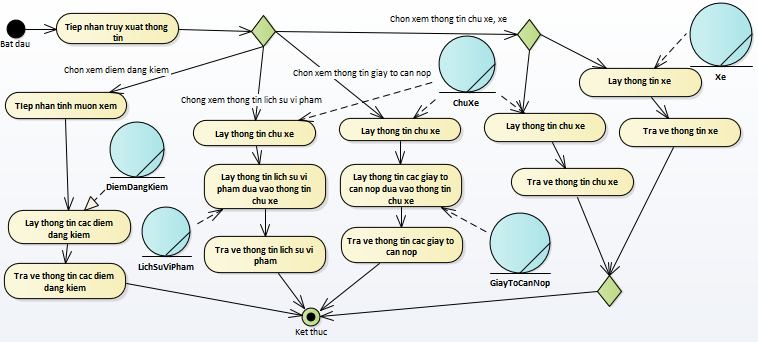 Bat dau
Tiep nhan truy xuat thong
tin
Chon xem thong tin chu xe, xe
Chon xem diem dang kiem
Chon xem thong tin giay to can nop
Chong xem thong tin lich su vi pham
ChuXe
Xe
Lay thong tin xe
TIep nhan tinh muon xem
Lay thong tin chu xe
Lay thong tin chu xe
Lay thong tin chu xe
Tra ve thong tin xe
DiemDangKiem
Lay thong tin lich su vi
pham dua vao thong tin
chu xe
Lay thong tin cac giay to
can nop dua vao thong tin
chu xe
Tra ve thong tin chu xe
Lay thong tin cac diem
dang kiem
LichSuViPham
Tra ve thong tin lich su vi
pham
Tra ve thong tin cac giay to
can nop
GiayToCanNop
Tra ve thong tin cac diem
dang kiem
Ket thuc